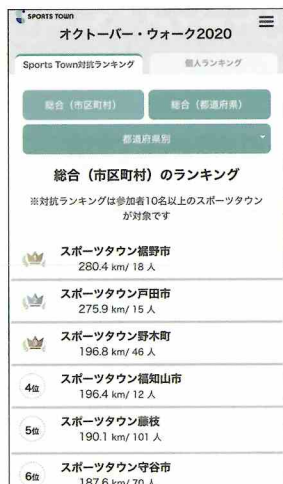 SPORTS TOWN
オクトーバー・ウォーク2020
Sports Town対抗ランキング
個人ランキング
総合（市区町村）
総合（都道府県）
都道府県別
総合（市区町村）のランキング
※対抗ランキングは参加者10名以上のスポーツタウン
が対象です
スポーツタウン裾野市
280.4 km/ 18 人
スポーツタウン戸田市
275.9 km/ 15 人
スポーツタウン野木町
196.8 km/ 46 人
4位
スポーツタウン福知山市
196.4 km/ 12 人
5位
スポーツタウン藤枝
190.1 km/ 101 人
6位
スポーツタウン守谷市
187.6 km/ 70 人